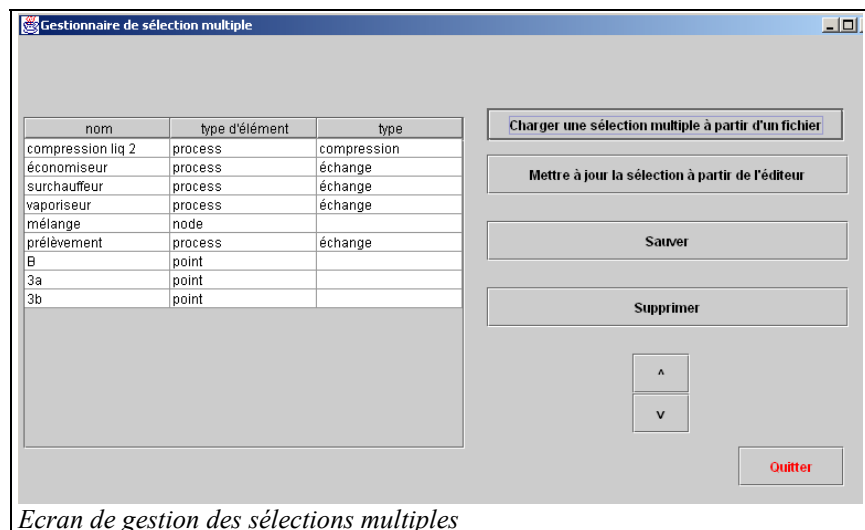 Gestionnaire de sélection multiple
nom type d'élément type
compression liq 2 process compression
économiseur process échange
surchauffeur process échange
vaporiseur process échange
mélange node
prélèvement process échange
B point
3a point
3b point
Charger une sélection multiple à partir d'un fichier
Mettre à jour la sélection à partir de l'éditeur
Sauver
Supprimer
^
v
Quitter
Ecran de gestion des sélections multiples